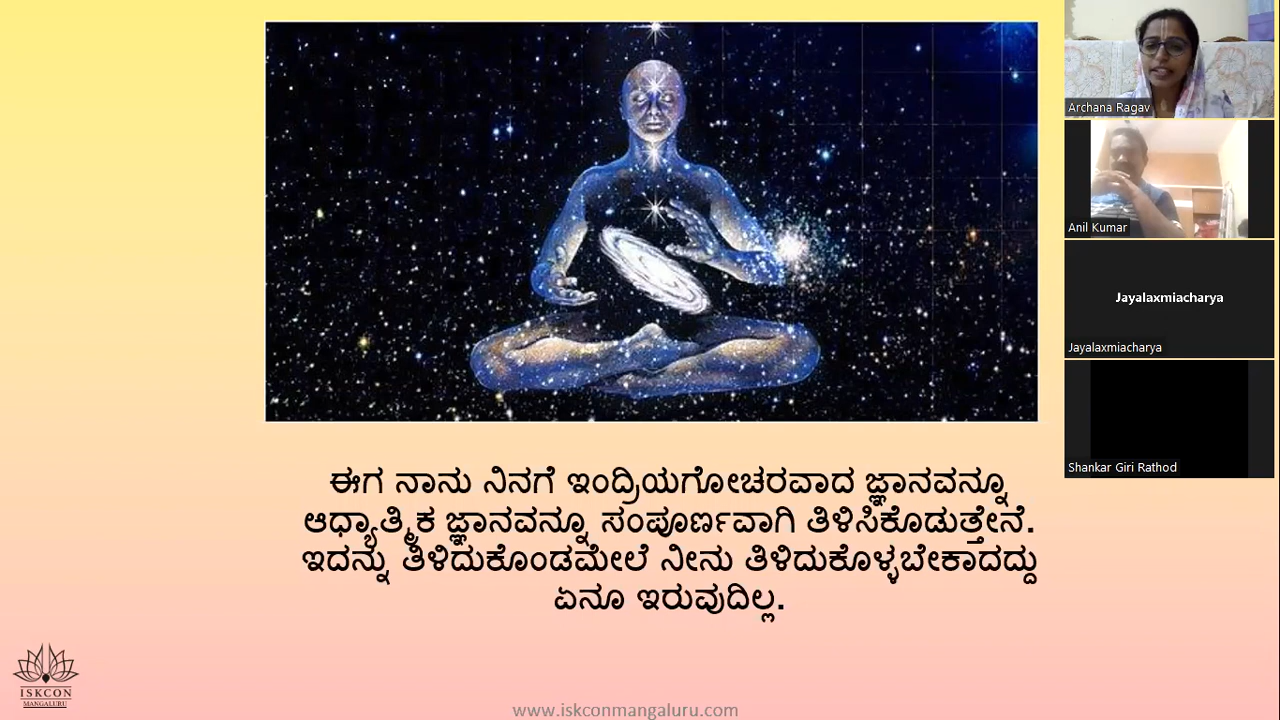 Archana Ragav
Anil Kumar
Jayalaxmiacharya
Jayalaxmiacharya
Shankar Giri Rathod
ಈಗ ನಾನು ನಿನಗೆ ಇಂದ್ರಿಯಗೋಚರವಾದ ಜ್ಞಾನವನ್ನೂ
ಆಧ್ಯಾತ್ಮಿಕ ಜ್ಞಾನವನ್ನೂ ಸಂಪೂರ್ಣವಾಗಿ ತಿಳಿಸಿಕೊಡುತ್ತೇನೆ.
ಇದನ್ನು ತಿಳಿದುಕೊಂಡಮೇಲೆ ನೀನು ತಿಳಿದುಕೊಳ್ಳಬೇಕಾದದ್ದು
ಏನೂ ಇರುವುದಿಲ್ಲ.
ISKCON
MANGALURU
www.iskconmangaluru.com